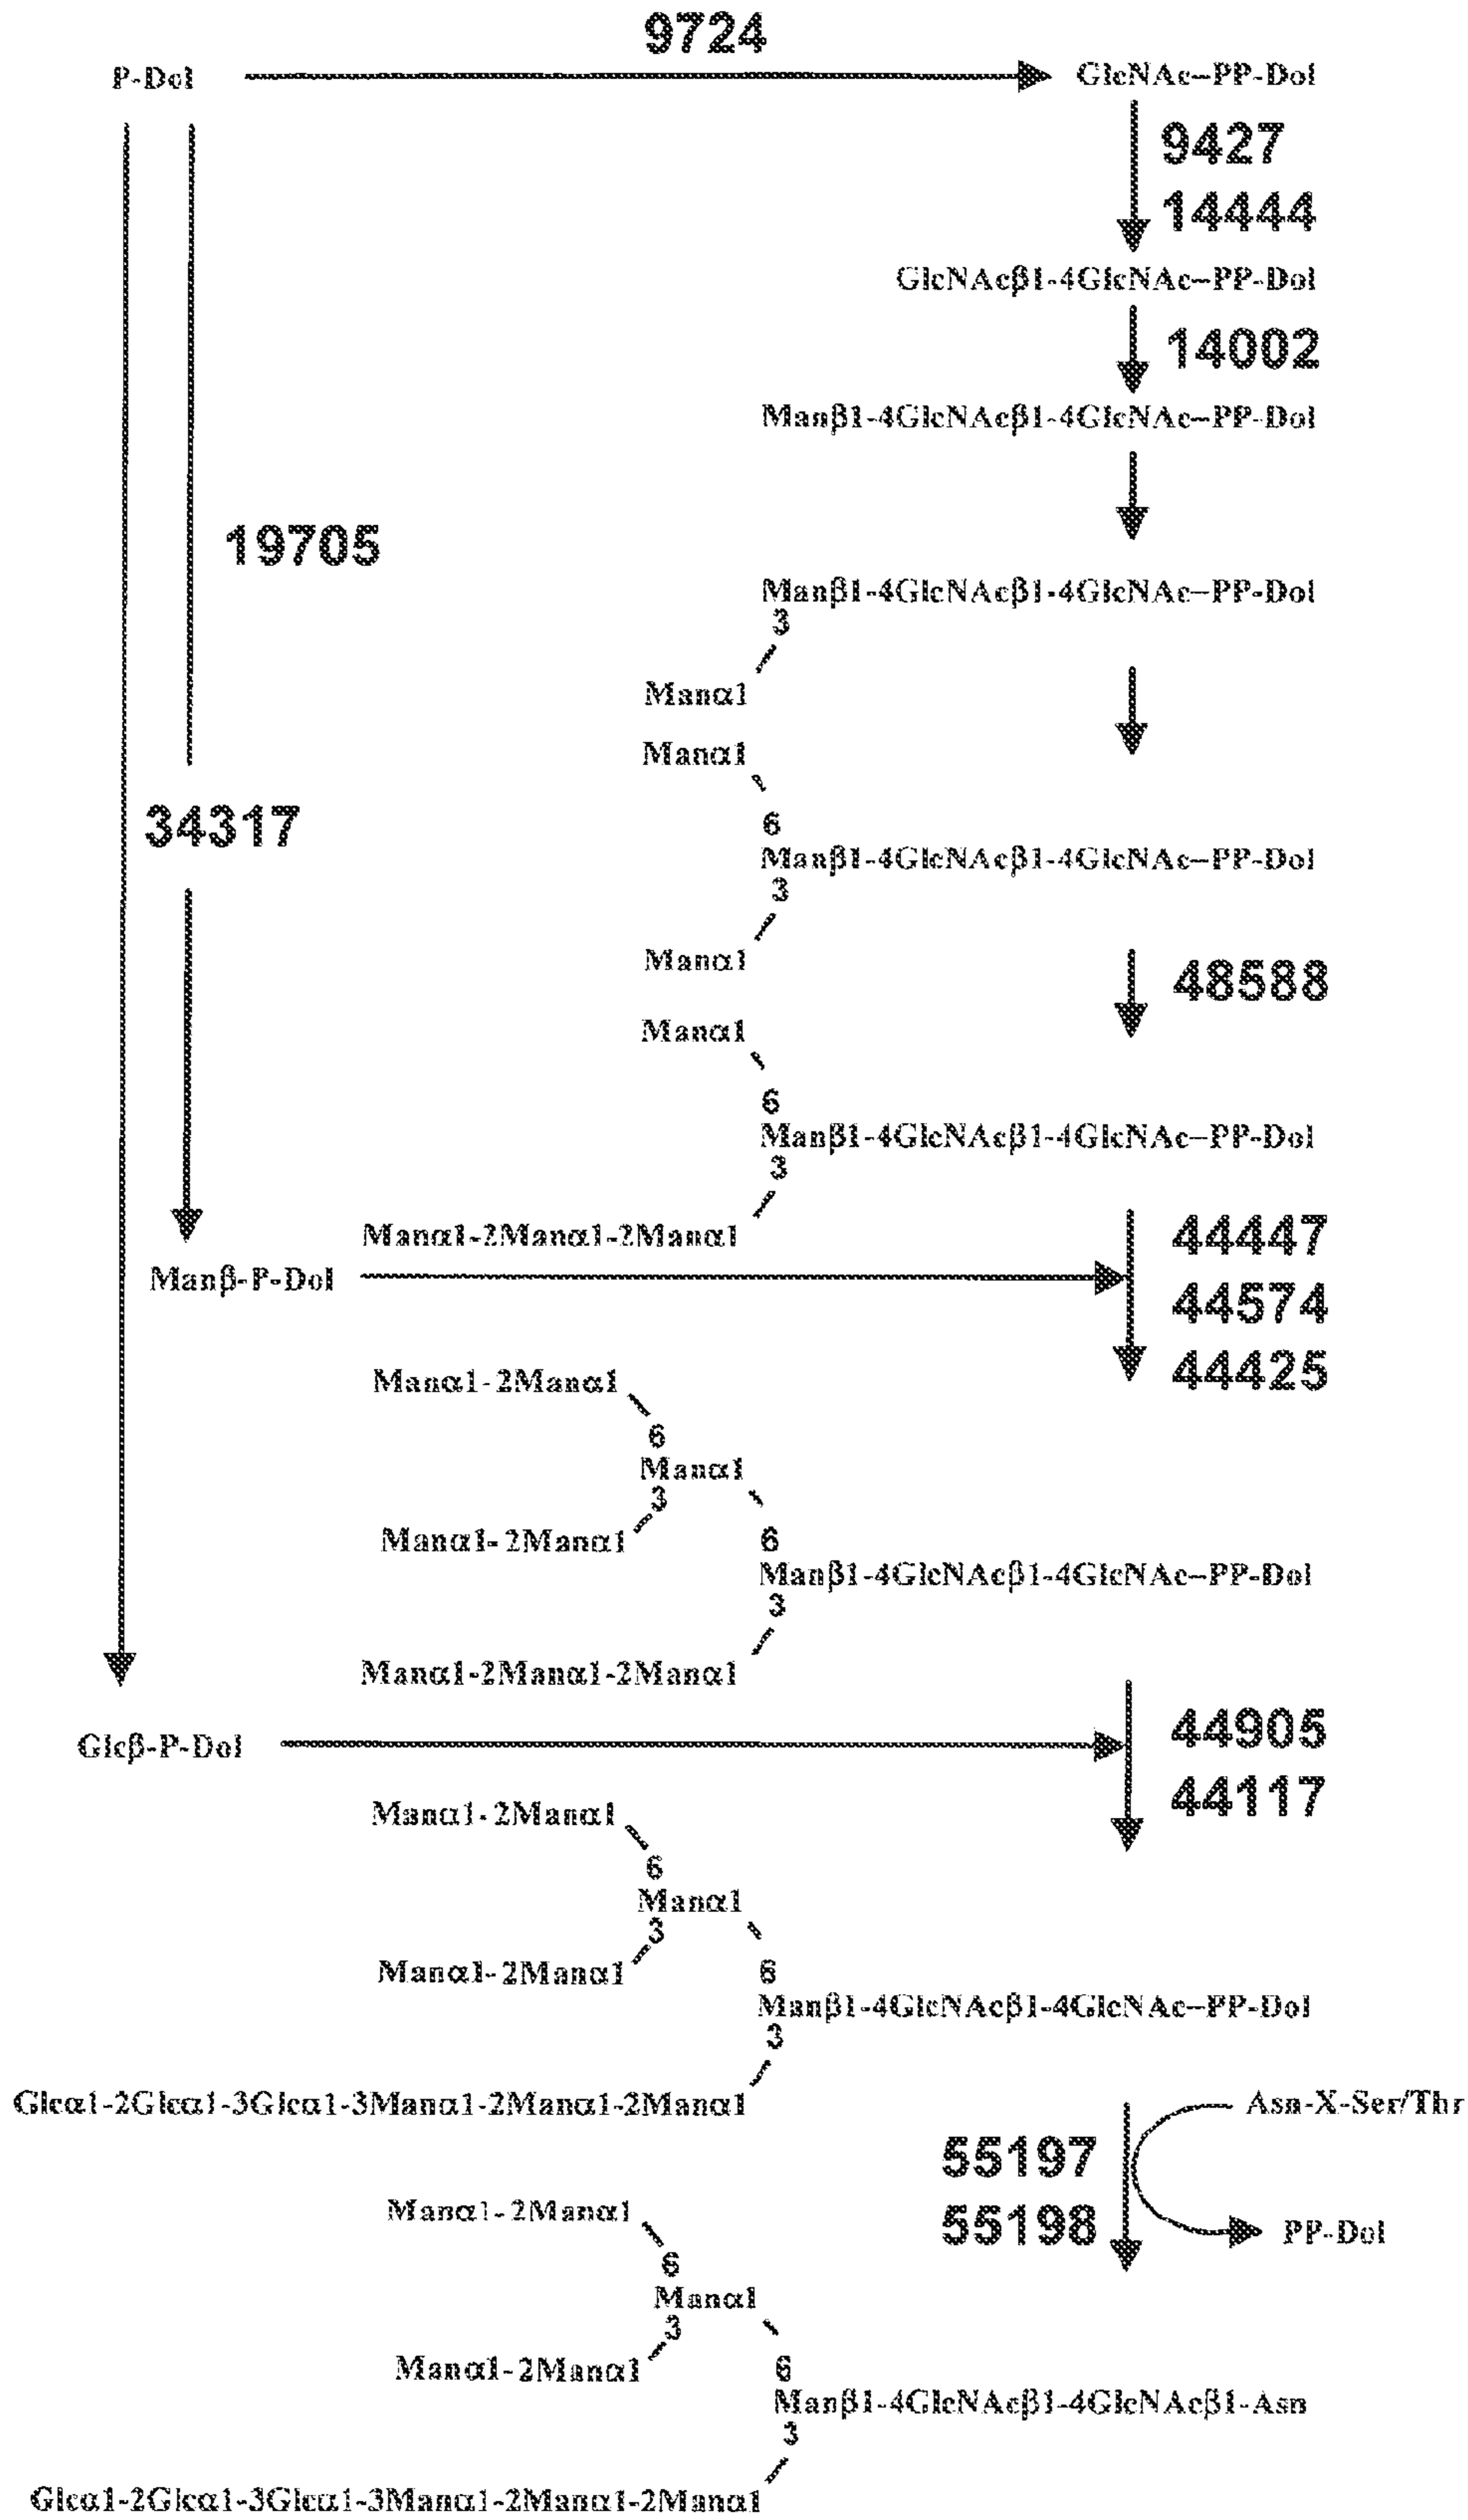 9724
P-Dol
GlcNAc–PP-Dol
9427
14444
GlcNAcβ1-4GlcNAc–PP-Dol
14002
Manβ1-4GlcNAcβ1-4GlcNAc–PP-Dol
19705
Manβ1-4GlcNAcβ1-4GlcNAc–PP-Dol
3
Manα1
Manα1
34317
6
Manβ1-4GlcNAcβ1-4GlcNAc–PP-Dol
3
Manα1
48588
Manα1
6
Manβ1-4GlcNAcβ1-4GlcNAc–PP-Dol
3
Manα1-2Manα1-2Manα1
44447
Manβ-P-Dol
44574
44425
Manα1-2Manα1
6
Manα1
3
Manα1-2Manα1
6
Manβ1-4GlcNAcβ1-4GlcNAc–PP-Dol
3
Manα1-2Manα1-2Manα1
44905
Glcβ-P-Dol
44117
Manα1-2Manα1
6
Manα1
3
Manα1-2Manα1
6
Manβ1-4GlcNAcβ1-4GlcNAc–PP-Dol
3
Glcα1-2Glcα1-3Glcα1-3Manα1-2Manα1-2Manα1
Asn-X-Ser/Thr
55197
55198
PP-Dol
Manα1-2Manα1
6
Manα1
3
Manα1-2Manα1
6
Manβ1-4GlcNAcβ1-4GlcNAcβ1-Asn
3
Glcα1-2Glcα1-3Glcα1-3Manα1-2Manα1-2Manα1